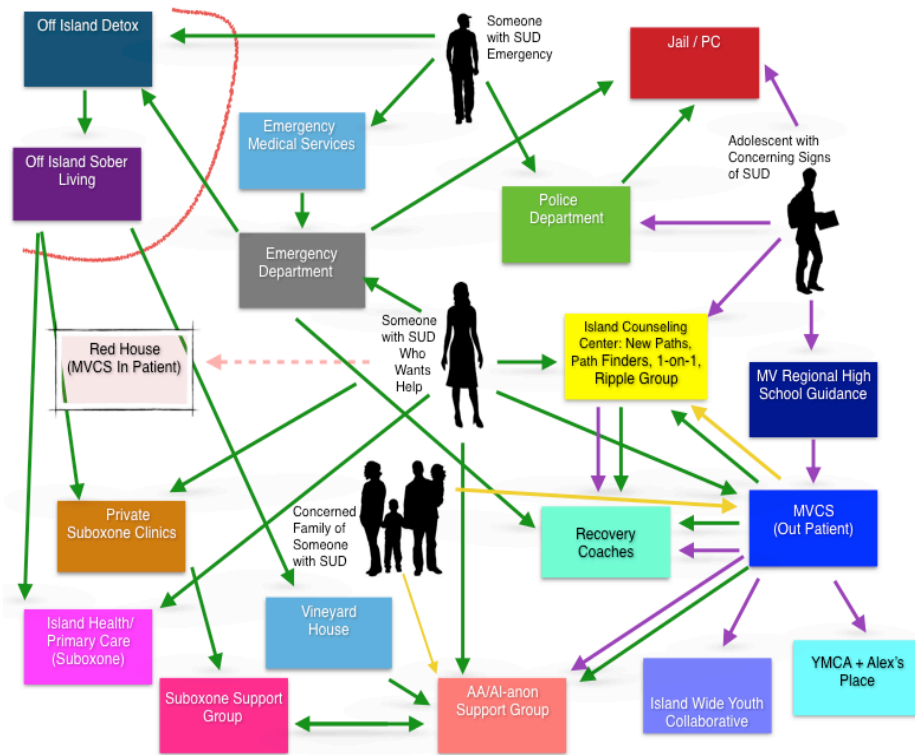 Off Island Detox
Someone
with SUD
Emergency
Jail / PC
Emergency
Medical Services
Off Island Sober
Living
Adolescent with
Concerning Signs
of SUD
Police
Department
Emergency
Department
Someone
with SUD
Who
Wants
Help
Island Counseling
Center: New Paths,
Path Finders, 1-on-1,
Ripple Group
Red House
(MVCS In Patient)
MV Regional High
School Guidance
Private
Suboxone Clinics
Concerned
Family of
Someone
with SUD
Recovery
Coaches
MVCS
(Out Patient)
Island Health/
Primary Care
(Suboxone)
Vineyard
House
Suboxone Support
Group
AA/Al-anon
Support Group
Island Wide Youth
Collaborative
YMCA + Alex's
Place